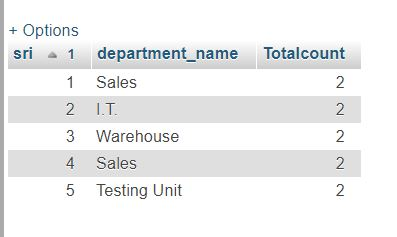 + Options
sri 1 department_name Totalcount
1 Sales 2
2 I.T. 2
3 Warehouse 2
4 Sales 2
5 Testing Unit 2